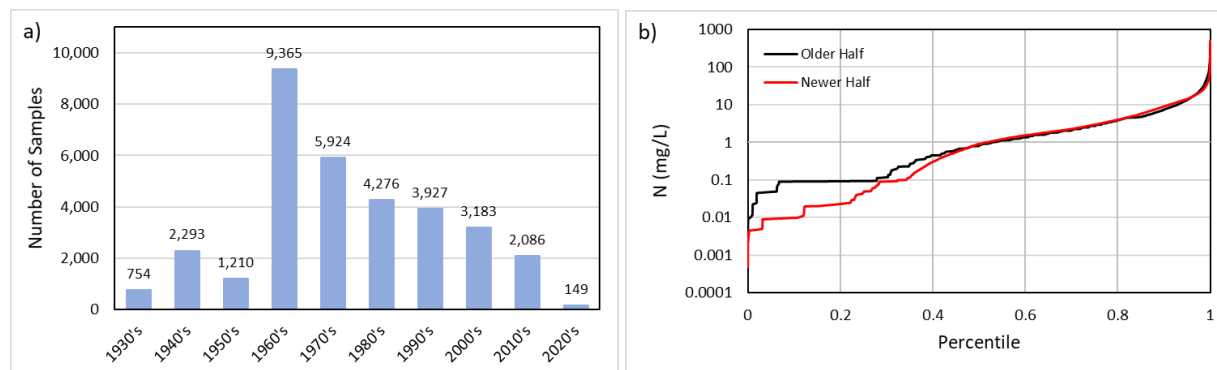 a)
Number of Samples
10,000
8,000
6,000
4,000
2,000
0
754
2,293
1,210
9,365
5,924
4,276
3,927
3,183
2,086
149
1930's
1940's
1950's
1960's
1970's
1980's
1990's
2000's
2010's
2020's
b)
N (mg/L)
1000
100
10
1
0.1
0.01
0.001
0.0001
Older Half
Newer Half
0
0.2
0.4
0.6
0.8
1
Percentile